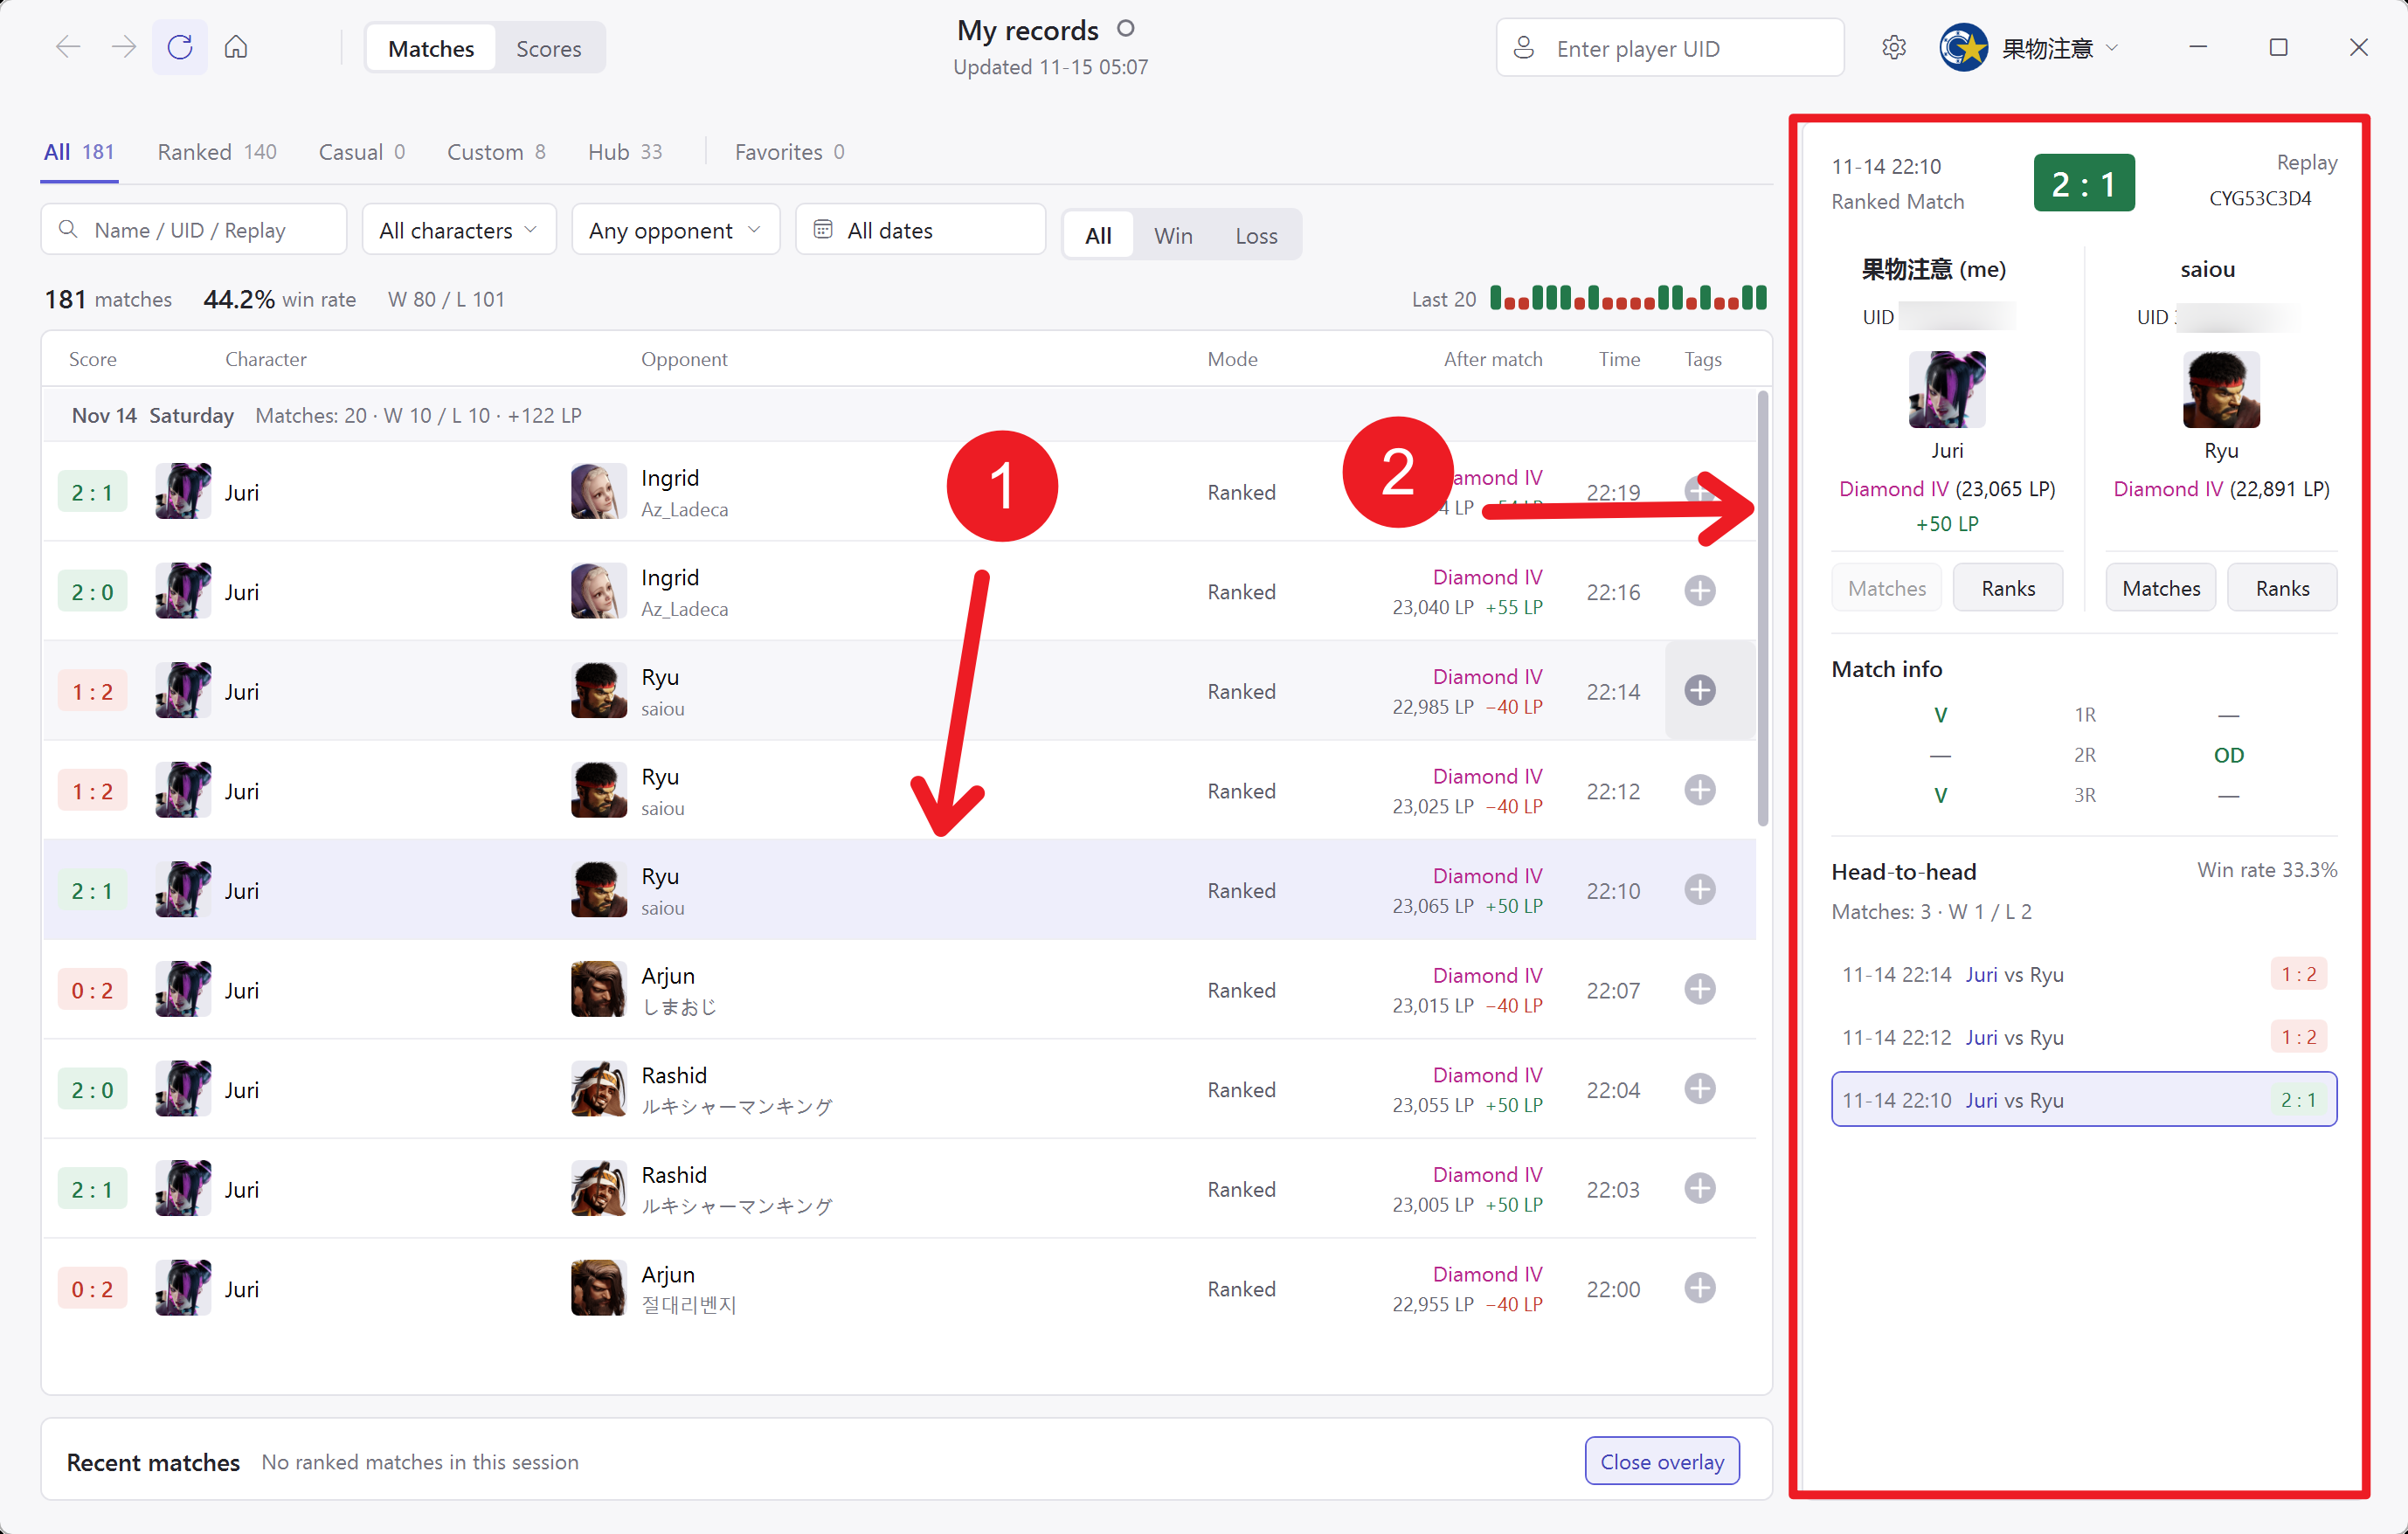 Matches Scores
My records
Updated 11-15 05:07
Enter player UID
果物注意
All 181 Ranked 140 Casual 0 Custom 8 Hub 33 Favorites 0
Name / UID / Replay All characters Any opponent All dates All Win Loss
181 matches 44.2% win rate W 80 / L 101 Last 20
Score Character Opponent Mode After match Time Tags
Nov 14 Saturday Matches: 20 · W 10 / L 10 · +122 LP
1
2
2 : 1 Juri Ingrid Ranked 22:19
Az_Ladeca
2 : 0 Juri Ingrid Ranked Diamond IV 22:16
Az_Ladeca 23,040 LP +55 LP
1 : 2 Juri Ryu Ranked Diamond IV 22:14
saiou 22,985 LP −40 LP
1 : 2 Juri Ryu Ranked Diamond IV 22:12
saiou 23,025 LP −40 LP
2 : 1 Juri Ryu Ranked Diamond IV 22:10
saiou 23,065 LP +50 LP
0 : 2 Juri Arjun Ranked Diamond IV 22:07
しまおじ 23,015 LP −40 LP
2 : 0 Juri Rashid Ranked Diamond IV 22:04
ルキシャーマンキング 23,055 LP +50 LP
2 : 1 Juri Rashid Ranked Diamond IV 22:03
ルキシャーマンキング 23,005 LP +50 LP
0 : 2 Juri Arjun Ranked Diamond IV 22:00
절대리벤지 22,955 LP −40 LP
Recent matches No ranked matches in this session Close overlay
11-14 22:10 2 : 1 Replay
Ranked Match CYG53C3D4
果物注意 (me) saiou
UID UID
Juri Ryu
Diamond IV (23,065 LP) Diamond IV (22,891 LP)
+50 LP
Matches Ranks Matches Ranks
Match info
V 1R —
— 2R OD
V 3R —
Head-to-head Win rate 33.3%
Matches: 3 · W 1 / L 2
11-14 22:14 Juri vs Ryu 1 : 2
11-14 22:12 Juri vs Ryu 1 : 2
11-14 22:10 Juri vs Ryu 2 : 1